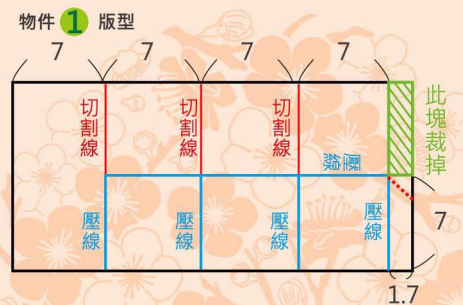 物件 1 版型
7 7 7 7
切割線 切割線 切割線
此塊裁掉
壓線
壓線 壓線 壓線 壓線
7
1.7